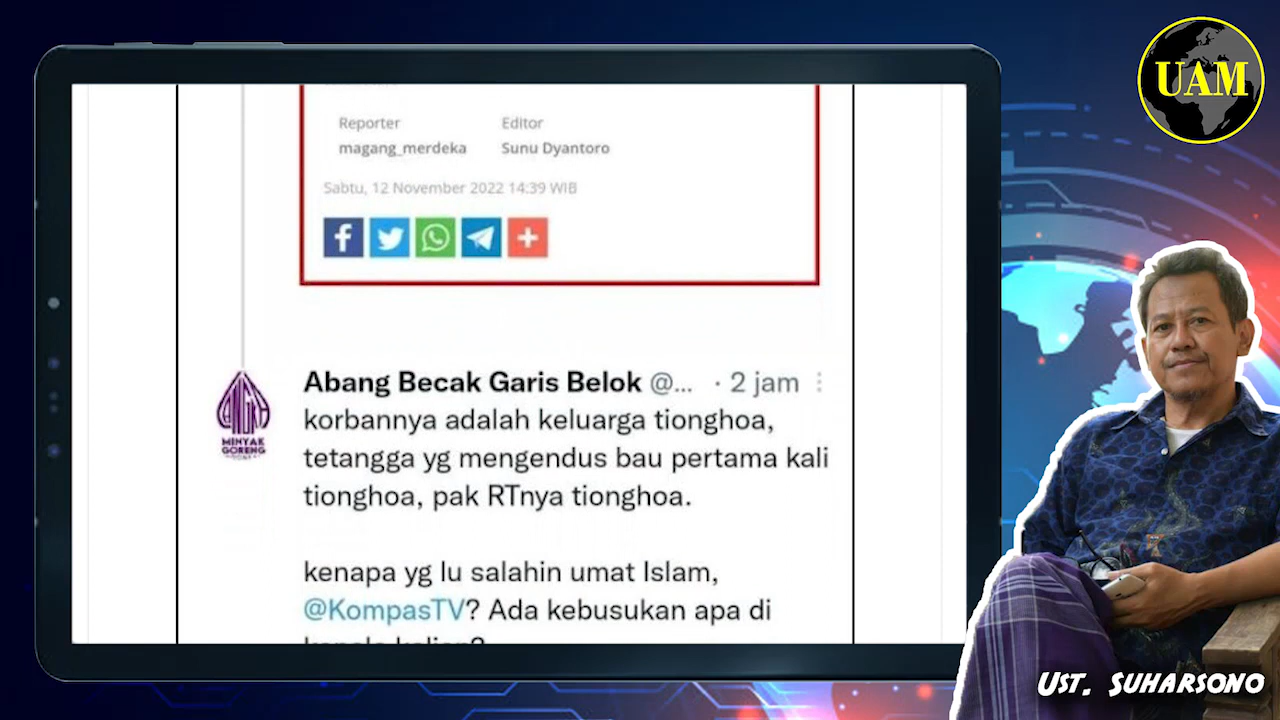 UAM
Reporter Editor
magang_merdeka Sunu Dyantoro
Sabtu, 12 November 2022 14:39 WIB
Abang Becak Garis Belok @... · 2 jam
korbannya adalah keluarga tionghoa,
tetangga yg mengendus bau pertama kali
tionghoa, pak RTnya tionghoa.
MINYAK
GORENG
kenapa yg lu salahin umat Islam,
@KompasTV? Ada kebusukan apa di
kepala kalian?
UST. SUHARSONO